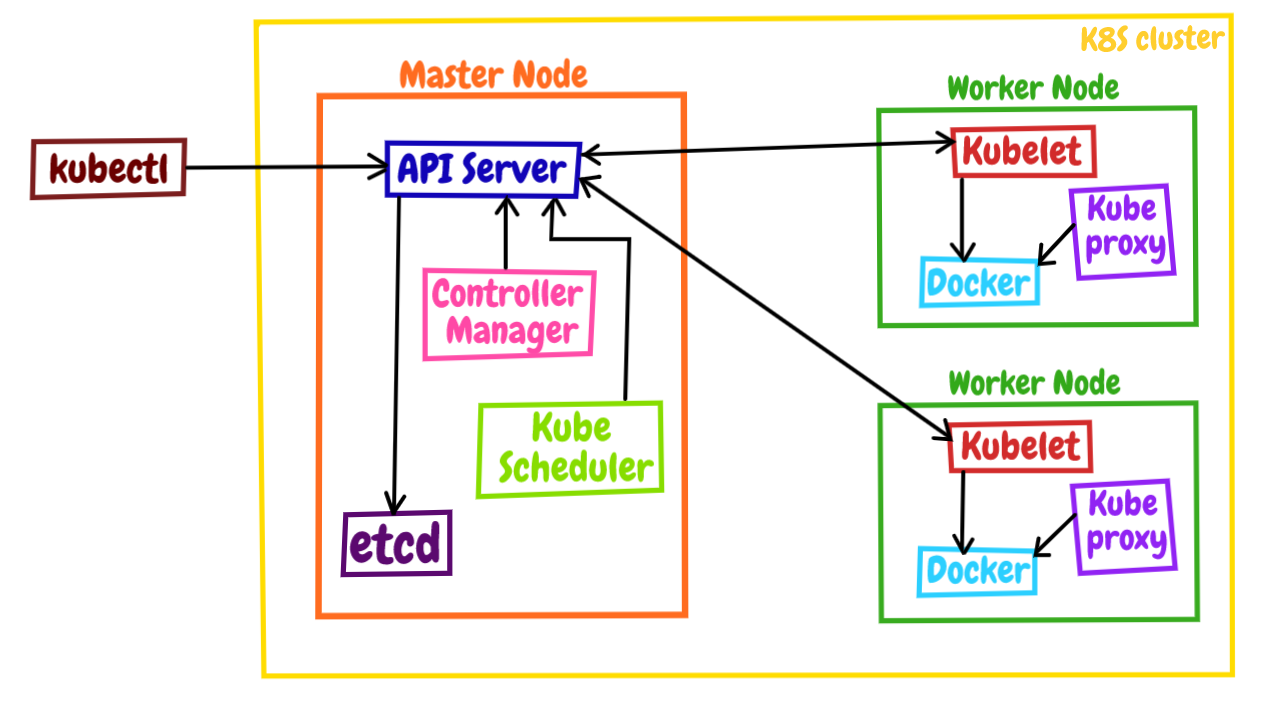 K8S cluster
Master Node
kubectl
API Server
Controller
Manager
Kube
Scheduler
etcd
Worker Node
Kubelet
Kube
proxy
Docker
Worker Node
Kubelet
Kube
proxy
Docker